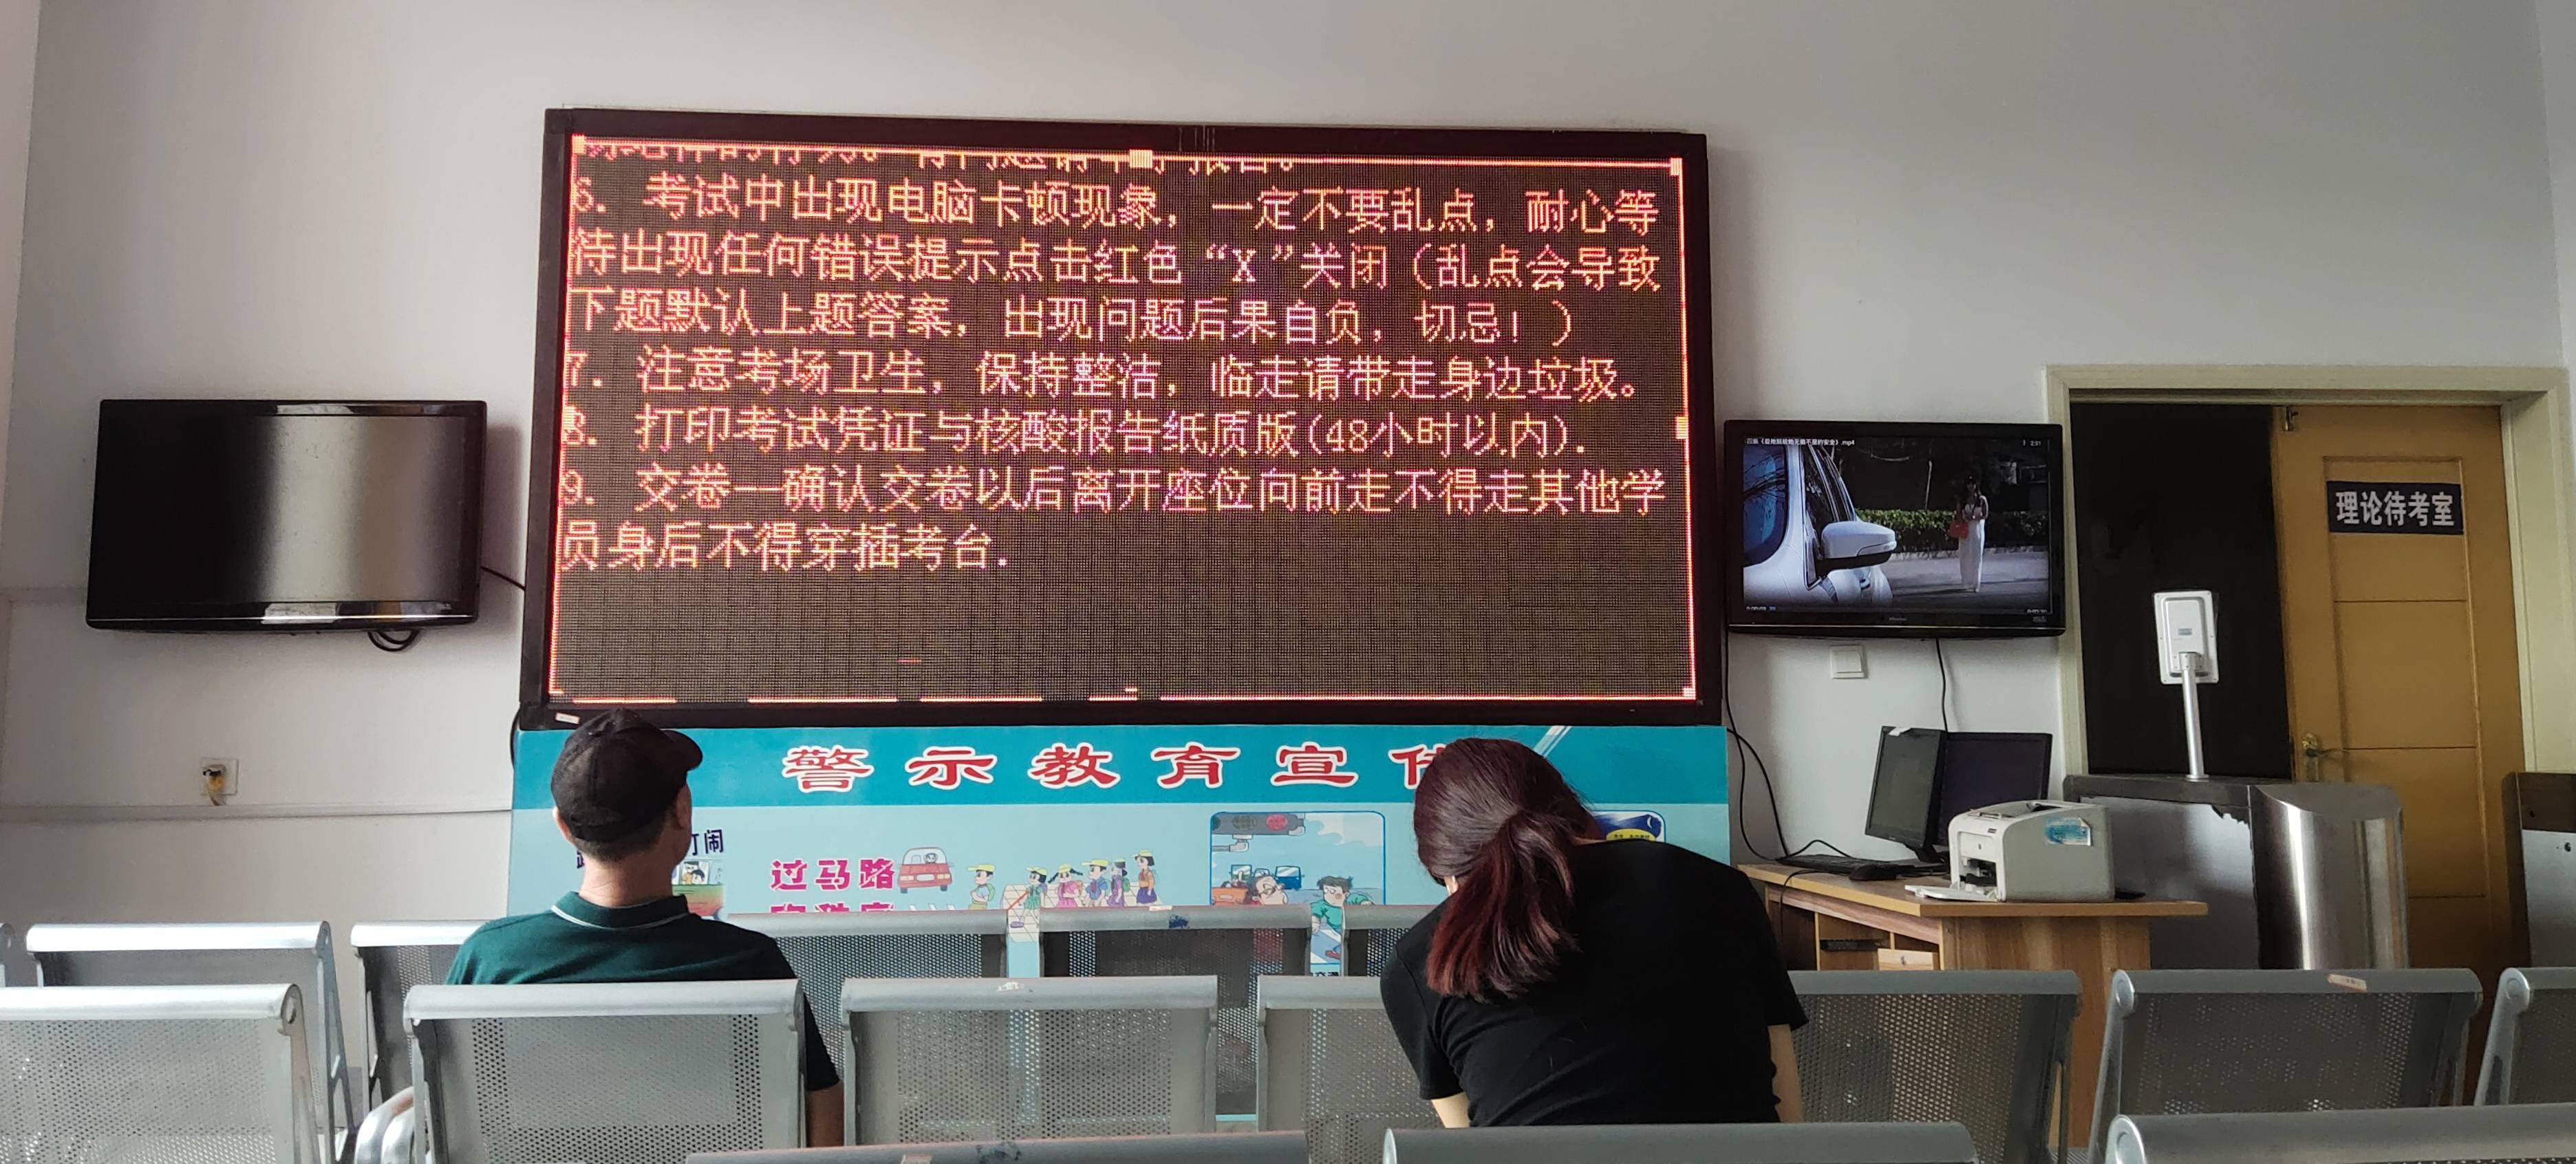 6. 考试中出现电脑卡顿现象，一定不要乱点，耐心等
待出现任何错误提示点击红色“X”关闭（乱点会导致
下题默认上题答案，出现问题后果自负，切忌！）
7. 注意考场卫生，保持整洁，临走请带走身边垃圾。
8. 打印考试凭证与核酸报告纸质版(48小时以内).
9. 交卷—确认交卷以后离开座位向前走不得走其他学
员身后不得穿插考台.
理论待考室
警示教育宣
闹
过马路